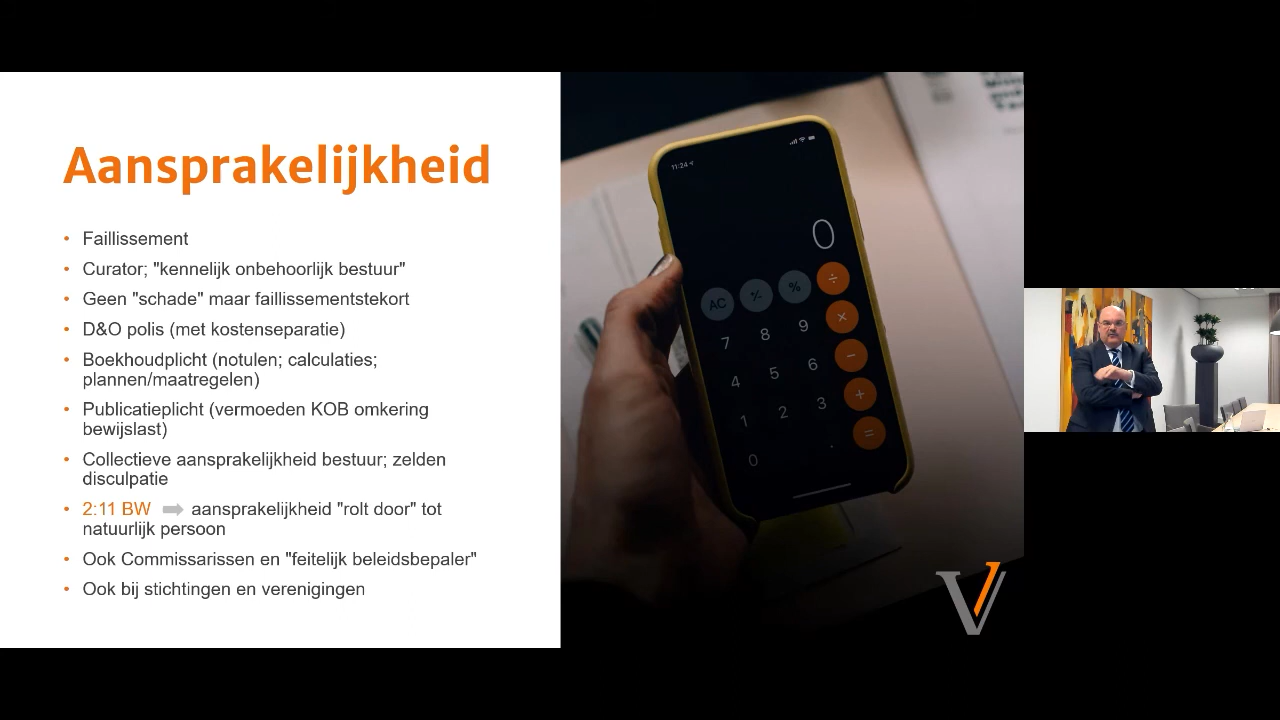 Aansprakelijkheid
• Faillissement
• Curator; "kennelijk onbehoorlijk bestuur"
• Geen "schade" maar faillissementstekort
• D&O polis (met kostenseparatie)
• Boekhoudplicht (notulen; calculaties;
plannen/maatregelen)
• Publicatieplicht (vermoeden KOB omkering
bewijslast)
• Collectieve aansprakelijkheid bestuur; zelden
disculpatie
• 2:11 BW ➡ aansprakelijkheid "rolt door" tot
natuurlijk persoon
• Ook Commissarissen en "feitelijk beleidsbepaler"
• Ook bij stichtingen en verenigingen
11:24
0
AC ⁺∕₋ % ÷
7 8 9 ×
4 5 6 −
1 2 3 +
0 . =
V